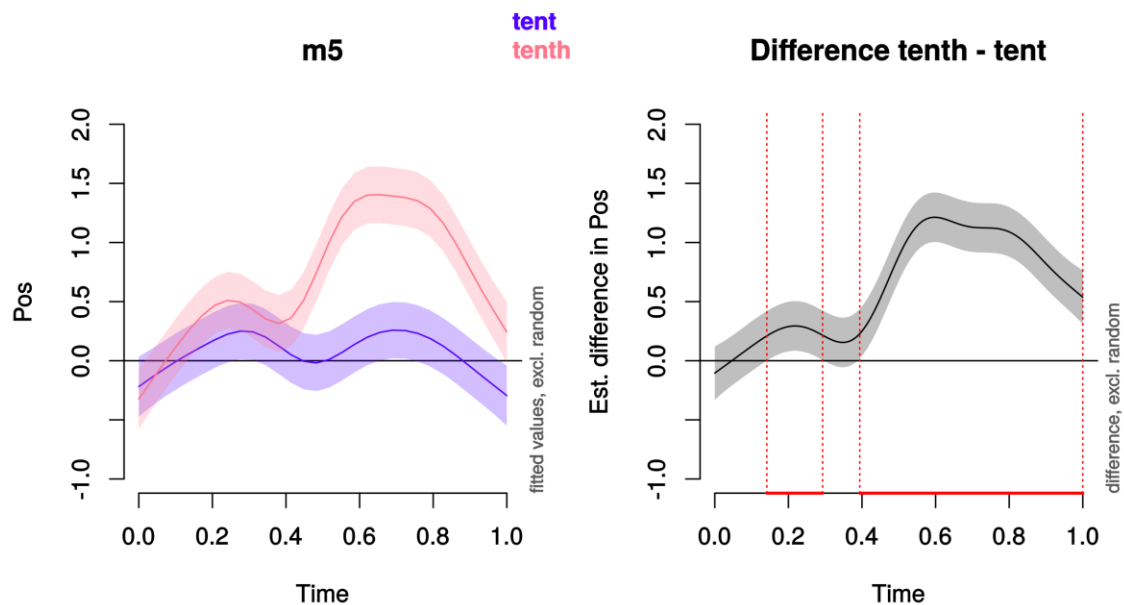 tent
tenth
m5
Pos
2.0
1.5
1.0
0.5
0.0
-1.0
0.0 0.2 0.4 0.6 0.8 1.0
Time
fitted values, excl. random
Difference tenth - tent
Est. difference in Pos
2.0
1.5
1.0
0.5
0.0
-1.0
0.0 0.2 0.4 0.6 0.8 1.0
Time
difference, excl. random